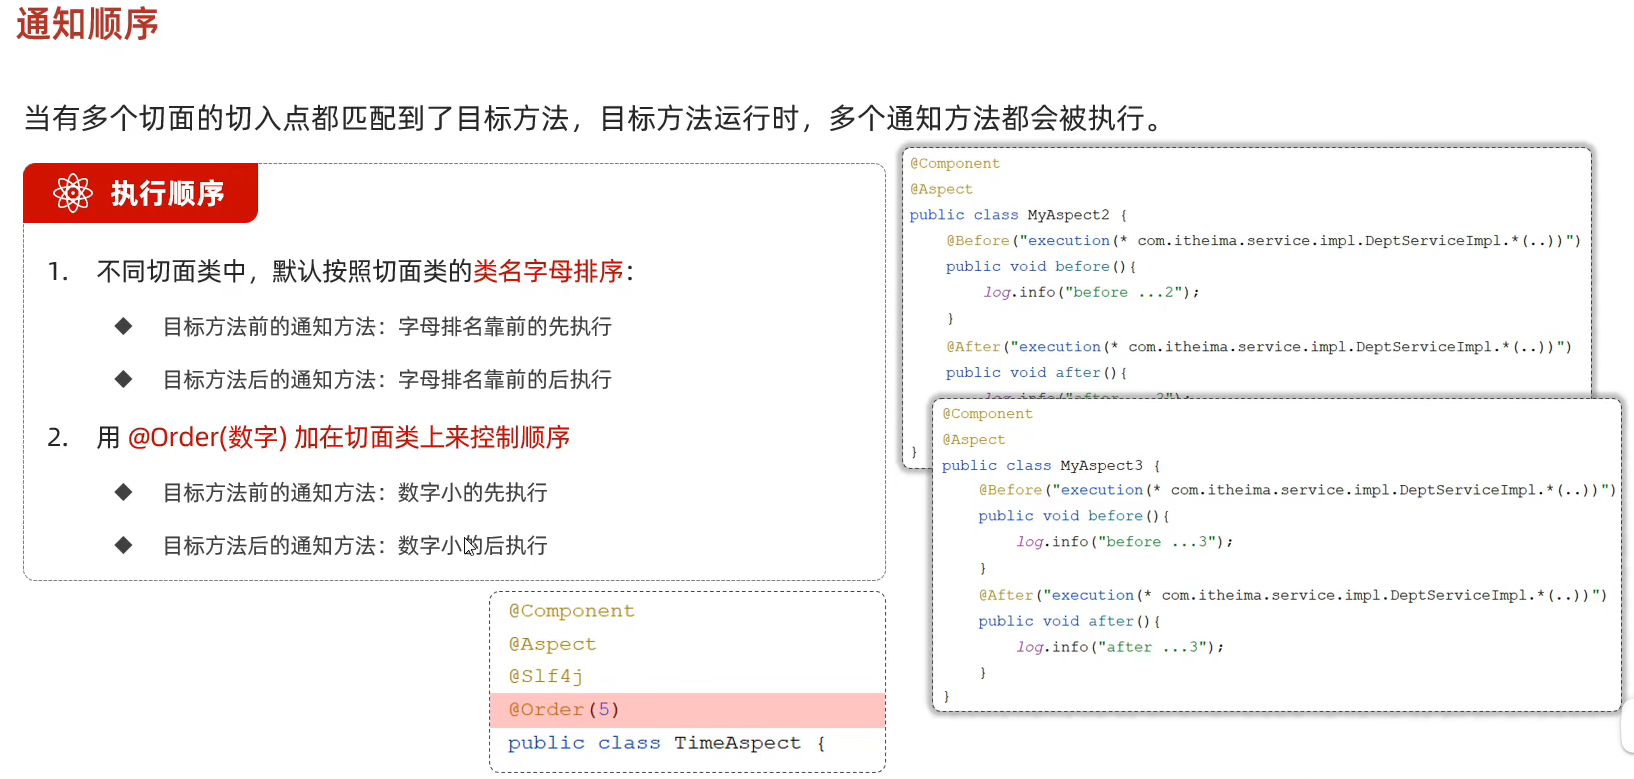 通知顺序
当有多个切面的切入点都匹配到了目标方法，目标方法运行时，多个通知方法都会被执行。
执行顺序
1. 不同切面类中，默认按照切面类的类名字母排序：
◆ 目标方法前的通知方法：字母排名靠前的先执行
◆ 目标方法后的通知方法：字母排名靠前的后执行
2. 用 @Order(数字) 加在切面类上来控制顺序
◆ 目标方法前的通知方法：数字小的先执行
◆ 目标方法后的通知方法：数字小的后执行
@Component
@Aspect
@Slf4j
@Order(5)
public class TimeAspect {
@Component
@Aspect
public class MyAspect2 {
@Before("execution(* com.itheima.service.impl.DeptServiceImpl.*(..))")
public void before(){
log.info("before ...2");
}
@After("execution(* com.itheima.service.impl.DeptServiceImpl.*(..))")
public void after(){
log.info("after ...2");
}
@Component
@Aspect
public class MyAspect3 {
@Before("execution(* com.itheima.service.impl.DeptServiceImpl.*(..))")
public void before(){
log.info("before ...3");
}
@After("execution(* com.itheima.service.impl.DeptServiceImpl.*(..))")
public void after(){
log.info("after ...3");
}
}